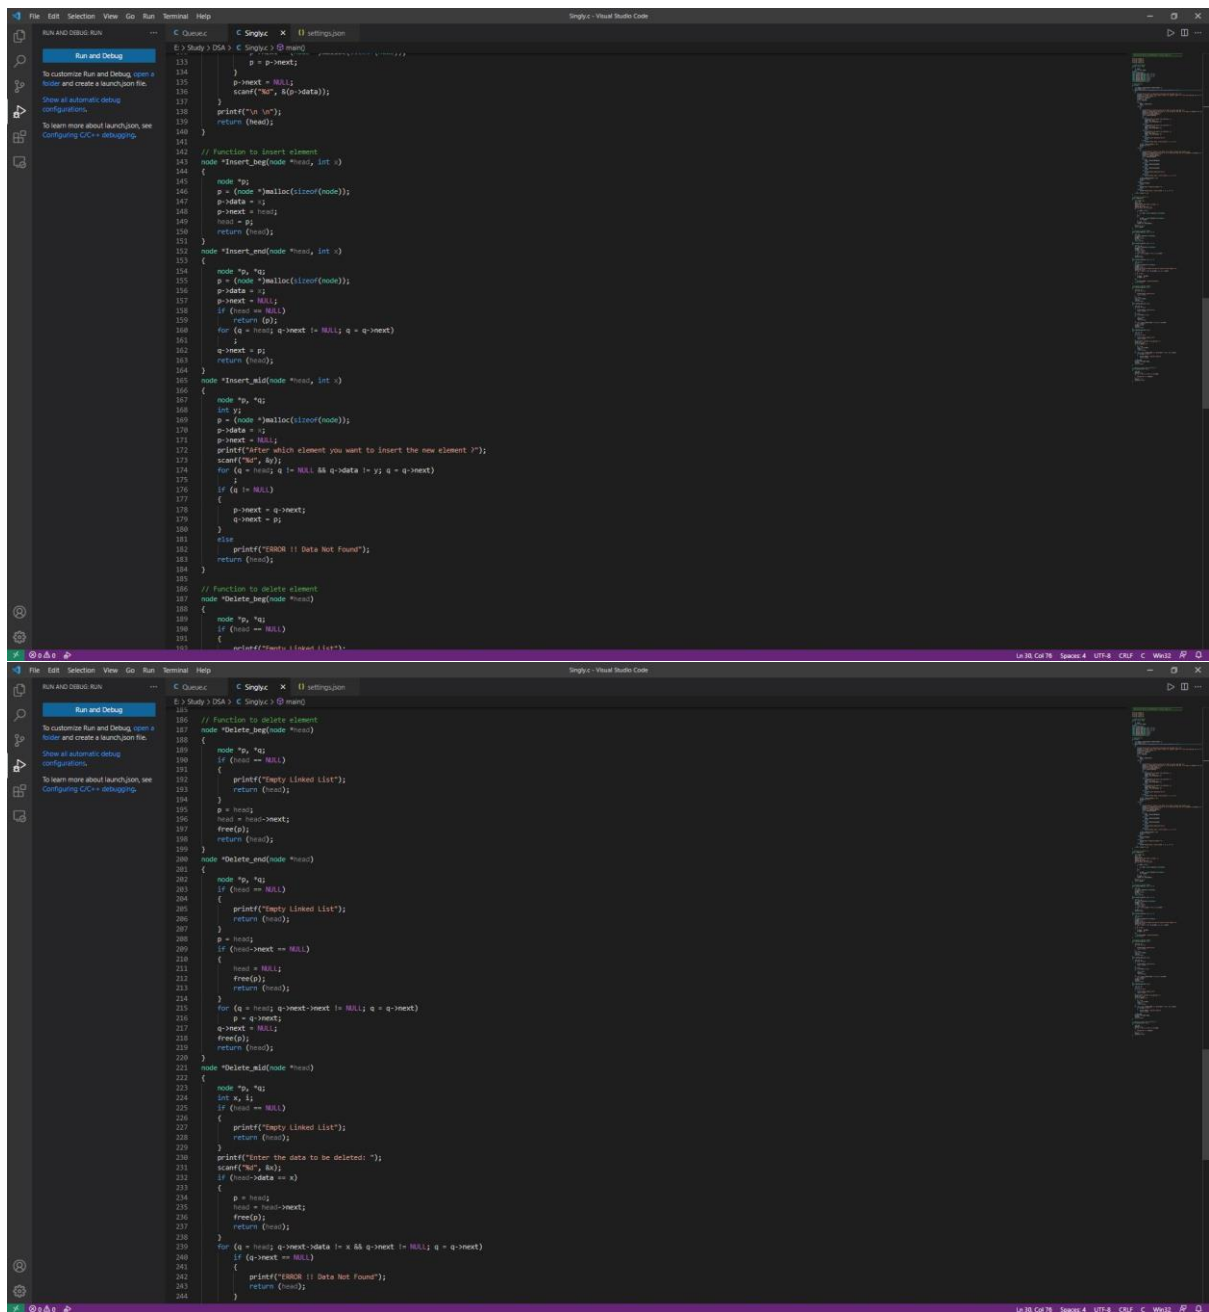 File Edit Selection View Go Run Terminal Help
Singly.c - Visual Studio Code
RUN AND DEBUG: RUN ···
Run and Debug
To customize Run and Debug, open a
folder and create a launch.json file.
Show all automatic debug
configurations.
To learn more about launch.json, see
Configuring C/C++ debugging.
C Queue.c C Singly.c X {} settings.json
E: > Study > DSA > C Singly.c > main()
133 p = p->next;
134 }
135 p->next = NULL;
136 scanf("%d", &(p->data));
137 }
138 printf("\n \n");
139 return (head);
140 }
141
142 // Function to insert element
143 node *Insert_beg(node *head, int x)
144 {
145 node *p;
146 p = (node *)malloc(sizeof(node));
147 p->data = x;
148 p->next = head;
149 head = p;
150 return (head);
151 }
152 node *Insert_end(node *head, int x)
153 {
154 node *p, *q;
155 p = (node *)malloc(sizeof(node));
156 p->data = x;
157 p->next = NULL;
158 if (head == NULL)
159 return (p);
160 for (q = head; q->next != NULL; q = q->next)
161 ;
162 q->next = p;
163 return (head);
164 }
165 node *Insert_mid(node *head, int x)
166 {
167 node *p, *q;
168 int y;
169 p = (node *)malloc(sizeof(node));
170 p->data = x;
171 p->next = NULL;
172 printf("After which element you want to insert the new element ?");
173 scanf("%d", &y);
174 for (q = head; q != NULL && q->data != y; q = q->next)
175 ;
176 if (q != NULL)
177 {
178 p->next = q->next;
179 q->next = p;
180 }
181 else
182 printf("ERROR !! Data Not Found");
183 return (head);
184 }
185
186 // Function to delete element
187 node *Delete_beg(node *head)
188 {
189 node *p, *q;
190 if (head == NULL)
191 {
192 printf("Empty Linked List");
0 0 Ln 30, Col 76 Spaces: 4 UTF-8 CRLF C Win32
File Edit Selection View Go Run Terminal Help
Singly.c - Visual Studio Code
RUN AND DEBUG: RUN ···
Run and Debug
To customize Run and Debug, open a
folder and create a launch.json file.
Show all automatic debug
configurations.
To learn more about launch.json, see
Configuring C/C++ debugging.
C Queue.c C Singly.c X {} settings.json
E: > Study > DSA > C Singly.c > main()
185
186 // Function to delete element
187 node *Delete_beg(node *head)
188 {
189 node *p, *q;
190 if (head == NULL)
191 {
192 printf("Empty Linked List");
193 return (head);
194 }
195 p = head;
196 head = head->next;
197 free(p);
198 return (head);
199 }
200 node *Delete_end(node *head)
201 {
202 node *p, *q;
203 if (head == NULL)
204 {
205 printf("Empty Linked List");
206 return (head);
207 }
208 p = head;
209 if (head->next == NULL)
210 {
211 head = NULL;
212 free(p);
213 return (head);
214 }
215 for (q = head; q->next->next != NULL; q = q->next)
216 p = q->next;
217 q->next = NULL;
218 free(p);
219 return (head);
220 }
221 node *Delete_mid(node *head)
222 {
223 node *p, *q;
224 int x, i;
225 if (head == NULL)
226 {
227 printf("Empty Linked List");
228 return (head);
229 }
230 printf("Enter the data to be deleted: ");
231 scanf("%d", &x);
232 if (head->data == x)
233 {
234 p = head;
235 head = head->next;
236 free(p);
237 return (head);
238 }
239 for (q = head; q->next->data != x && q->next != NULL; q = q->next)
240 if (q->next == NULL)
241 {
242 printf("ERROR !! Data Not Found");
243 return (head);
244 }
0 0 Ln 30, Col 76 Spaces: 4 UTF-8 CRLF C Win32